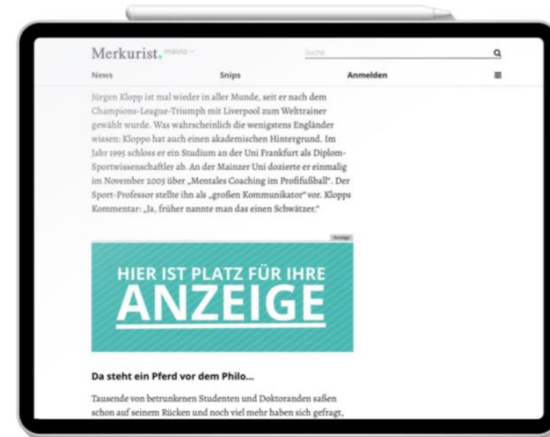 Merkurist. mainz
Suche
News Snips Anmelden
Jürgen Klopp ist mal wieder in aller Munde, seit er nach dem
Champions-League-Triumph mit Liverpool zum Welttrainer
gewählt wurde. Was wahrscheinlich die wenigstens Engländer
wissen: Kloppo hat auch einen akademischen Hintergrund. Im
Jahr 1995 schloss er ein Studium an der Uni Frankfurt als Diplom-
Sportwissenschaftler ab. An der Mainzer Uni dozierte er einmalig
im November 2005 über „Mentales Coaching im Profifußball“. Der
Sport-Professor stellte ihn als „großen Kommunikator“ vor. Klopps
Kommentar: „Ja, früher nannte man das einen Schwätzer.“
Anzeige
HIER IST PLATZ FÜR IHRE
ANZEIGE
Da steht ein Pferd vor dem Philo...
Tausende von betrunkenen Studenten und Doktoranden saßen
schon auf seinem Rücken und noch viel mehr haben sich gefragt,